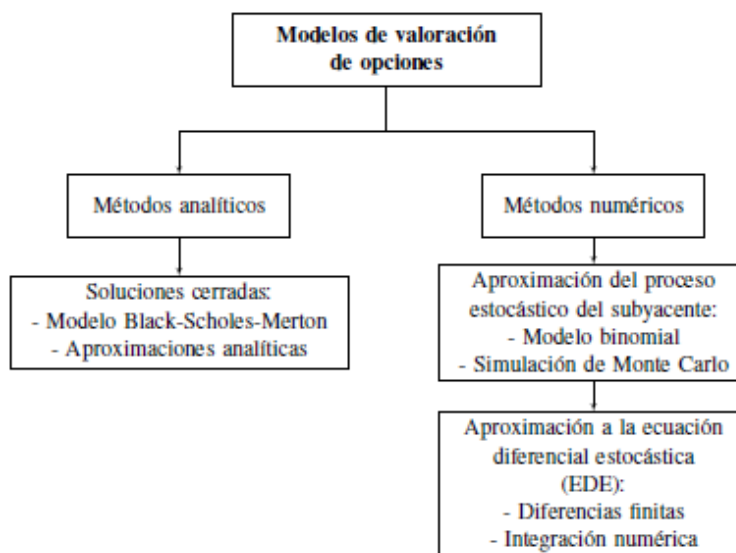 Modelos de valoración
de opciones
Métodos analíticos
Métodos numéricos
Soluciones cerradas:
- Modelo Black-Scholes-Merton
- Aproximaciones analíticas
Aproximación del proceso
estocástico del subyacente:
- Modelo binomial
- Simulación de Monte Carlo
Aproximación a la ecuación
diferencial estocástica
(EDE):
- Diferencias finitas
- Integración numérica